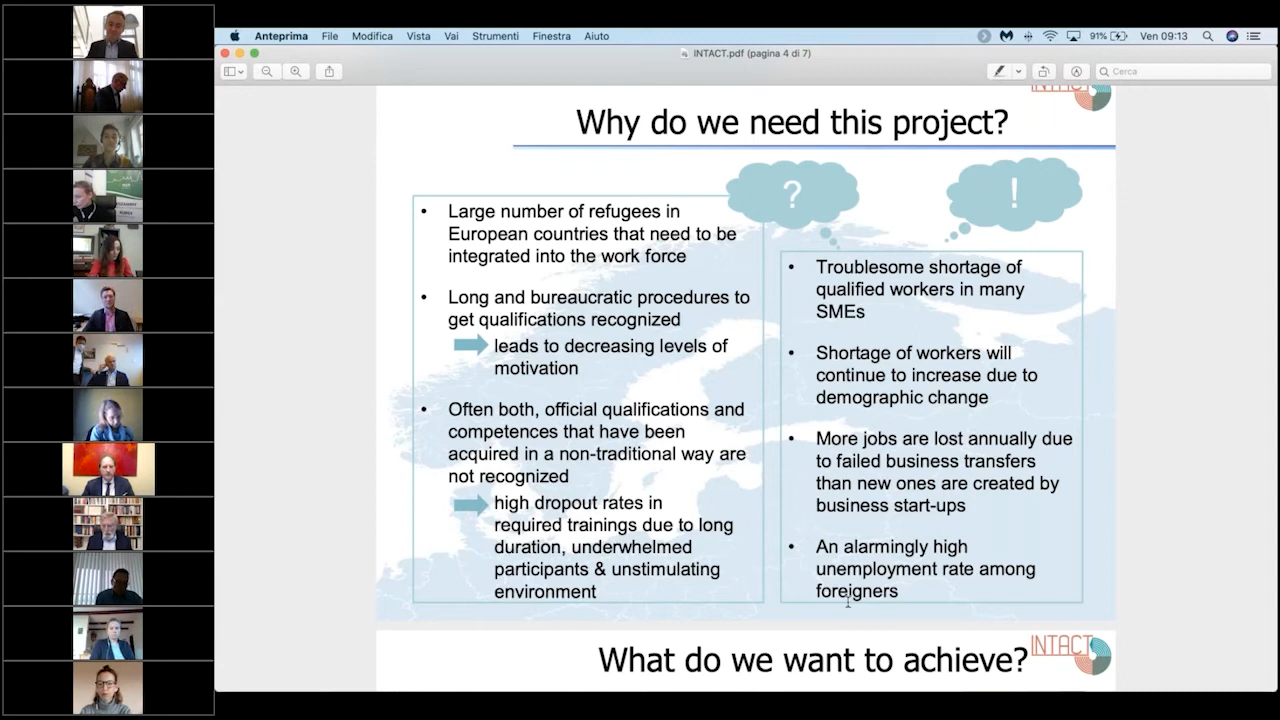 Anteprima File Modifica Vista Vai Strumenti Finestra Aiuto 91% Ven 09:13
INTACT.pdf (pagina 4 di 7)
Cerca
INTACT
Why do we need this project?
?
!
• Large number of refugees in
European countries that need to be
integrated into the work force
• Long and bureaucratic procedures to
get qualifications recognized
leads to decreasing levels of
motivation
• Often both, official qualifications and
competences that have been
acquired in a non-traditional way are
not recognized
high dropout rates in
required trainings due to long
duration, underwhelmed
participants & unstimulating
environment
• Troublesome shortage of
qualified workers in many
SMEs
• Shortage of workers will
continue to increase due to
demographic change
• More jobs are lost annually due
to failed business transfers
than new ones are created by
business start-ups
• An alarmingly high
unemployment rate among
foreigners
What do we want to achieve?
INTACT